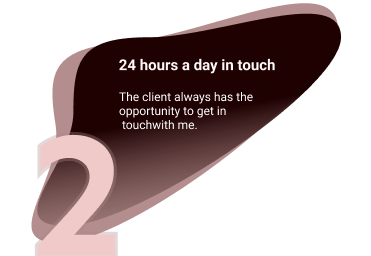 24 hours a day in touch
The client always has the
opportunity to get in
touchwith me.
2